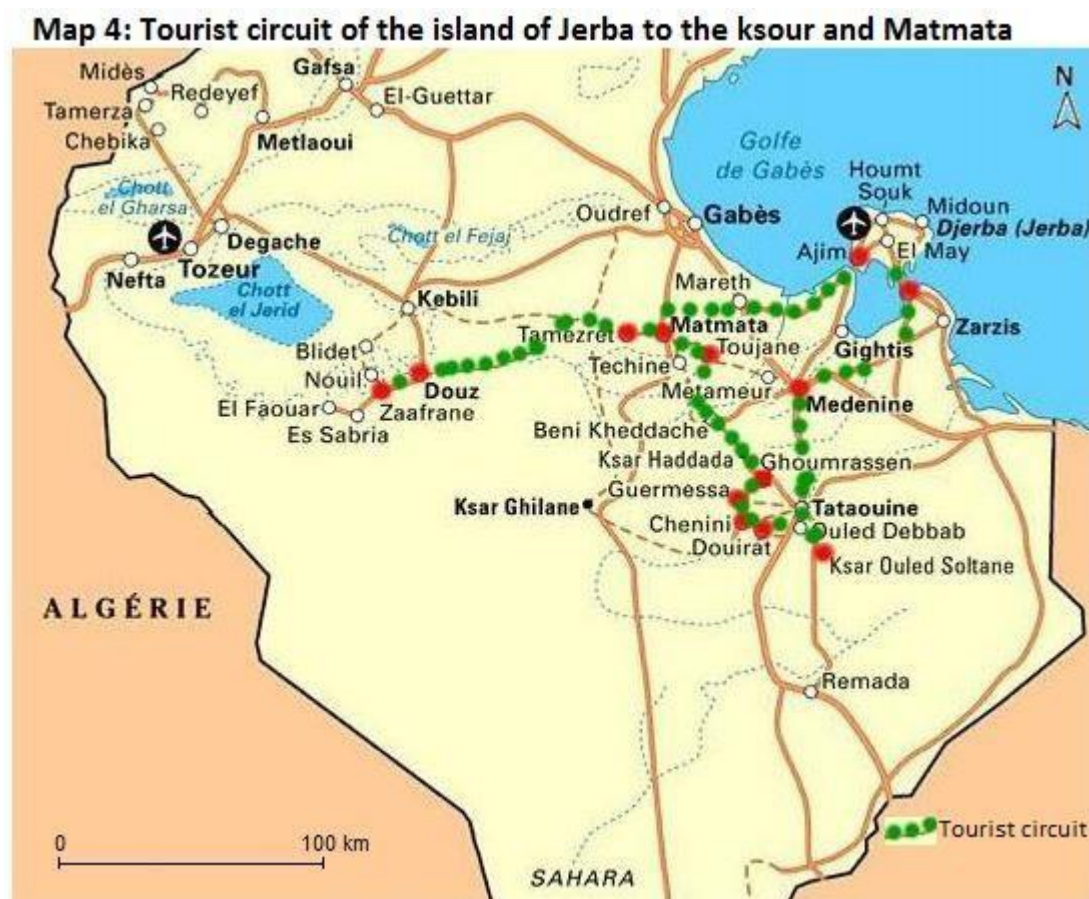 Map 4: Tourist circuit of the island of Jerba to the ksour and Matmata
Midès
Gafsa
N
Redeyef
El-Guettar
Tamerza
Chebika
Metlaoui
Golfe
de Gabès
Houmt
Souk
Chott
el Gharsa
Oudref
Gabès
Midoun
Djerba (Jerba)
Degache
Chott el Fejaj
Ajim
El May
Nefta
Tozeur
Mareth
Chott
el Jerid
Kebili
Zarzis
Tamezret
Matmata
Toujane
Gightis
Blidet
Techine
Nouil
Douz
Metameur
Medenine
El Faouar
Zaafrane
Es Sabria
Beni Kheddache
Ksar Haddada
Ghoumrassen
Guermessa
Ksar Ghilane
Tataouine
Chenini
Ouled Debbab
Douirat
Ksar Ouled Soltane
ALGÉRIE
Remada
Tourist circuit
0
100 km
SAHARA